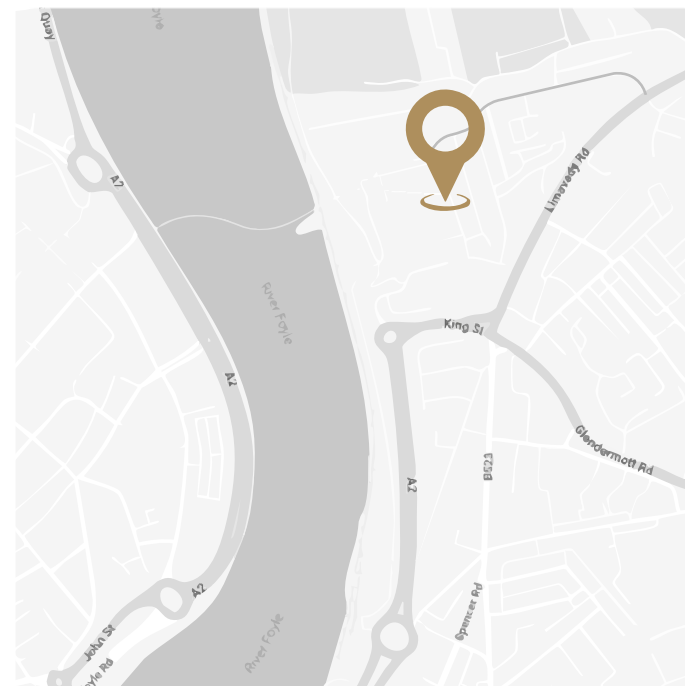 Quay
A2
Limavady Rd
River Foyle
King St
A2
Glendermott Rd
B523
A2
A2
Spencer Rd
John St
River Foyle